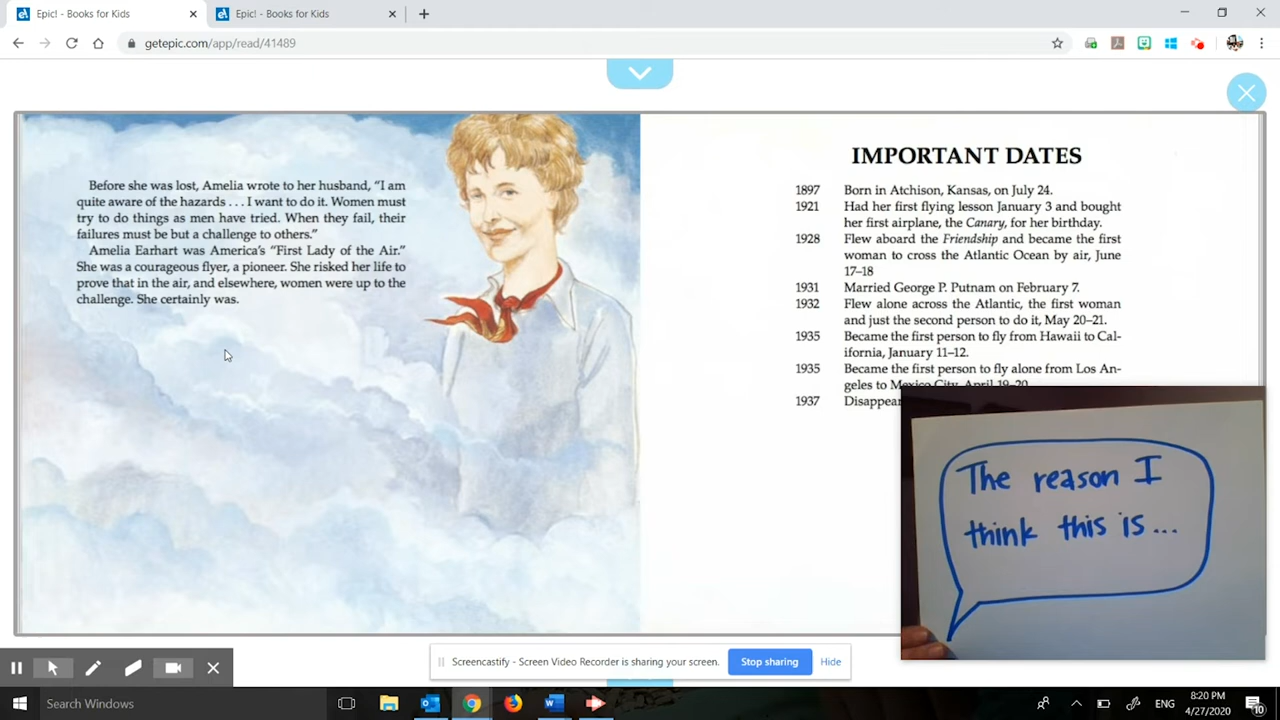 Epic! - Books for Kids
Epic! - Books for Kids
getepic.com/app/read/41489
Before she was lost, Amelia wrote to her husband, “I am
quite aware of the hazards . . . I want to do it. Women must
try to do things as men have tried. When they fail, their
failures must be but a challenge to others.”
Amelia Earhart was America’s “First Lady of the Air.”
She was a courageous flyer, a pioneer. She risked her life to
prove that in the air, and elsewhere, women were up to the
challenge. She certainly was.
IMPORTANT DATES
1897 Born in Atchison, Kansas, on July 24.
1921 Had her first flying lesson January 3 and bought
her first airplane, the Canary, for her birthday.
1928 Flew aboard the Friendship and became the first
woman to cross the Atlantic Ocean by air, June
17–18
1931 Married George P. Putnam on February 7.
1932 Flew alone across the Atlantic, the first woman
and just the second person to do it, May 20–21.
1935 Became the first person to fly from Hawaii to Cal-
ifornia, January 11–12.
1935 Became the first person to fly alone from Los An-
geles to Mexico City, April 19–20.
1937 Disappear
The reason I
think this is...
Screencastify - Screen Video Recorder is sharing your screen.
Stop sharing
Hide
Search Windows
ENG
8:20 PM
4/27/2020
10